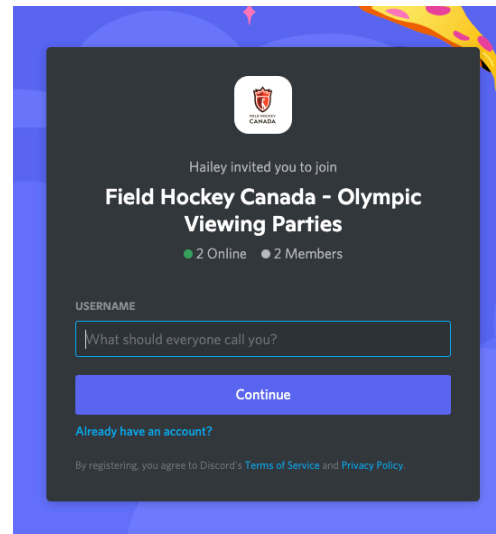 FIELD HOCKEY
CANADA
Hailey invited you to join
Field Hockey Canada - Olympic
Viewing Parties
2 Online 2 Members
USERNAME
What should everyone call you?
Continue
Already have an account?
By registering, you agree to Discord's Terms of Service and Privacy Policy.